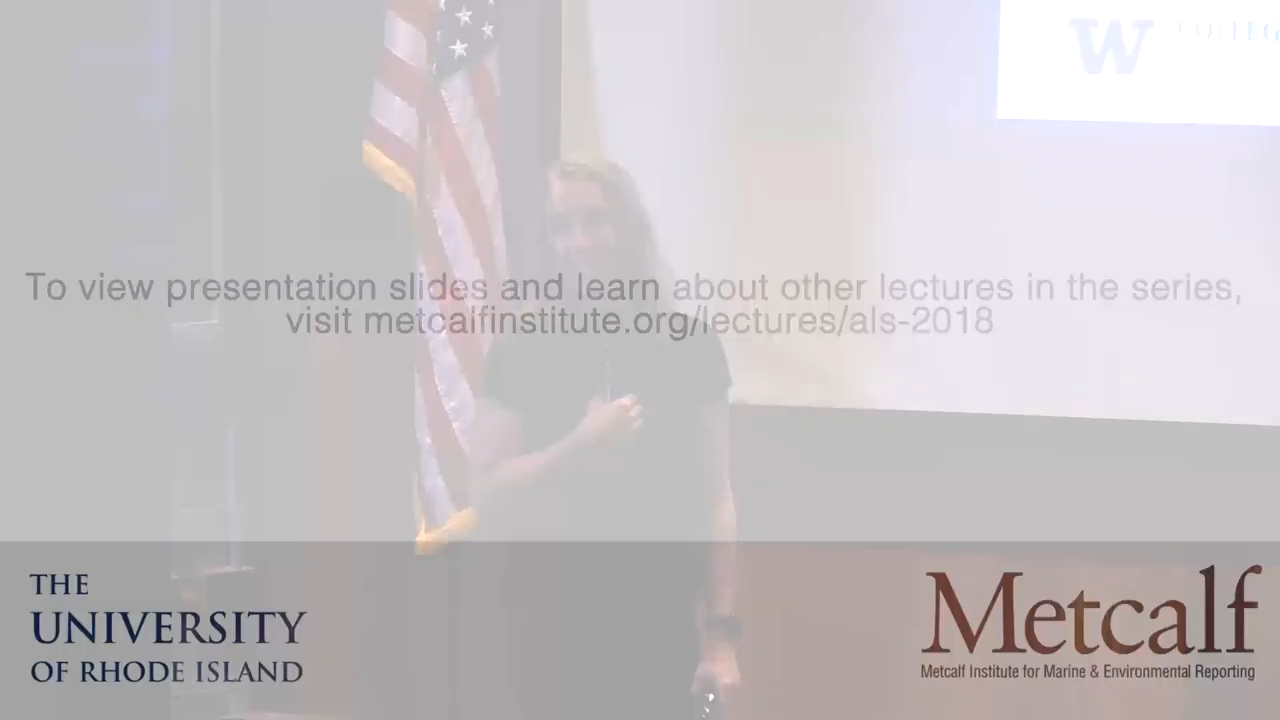 W COLLEG
To view presentation slides and learn about other lectures in the series,
visit metcalfinstitute.org/lectures/als-2018
THE
UNIVERSITY
OF RHODE ISLAND
Metcalf
Metcalf Institute for Marine & Environmental Reporting